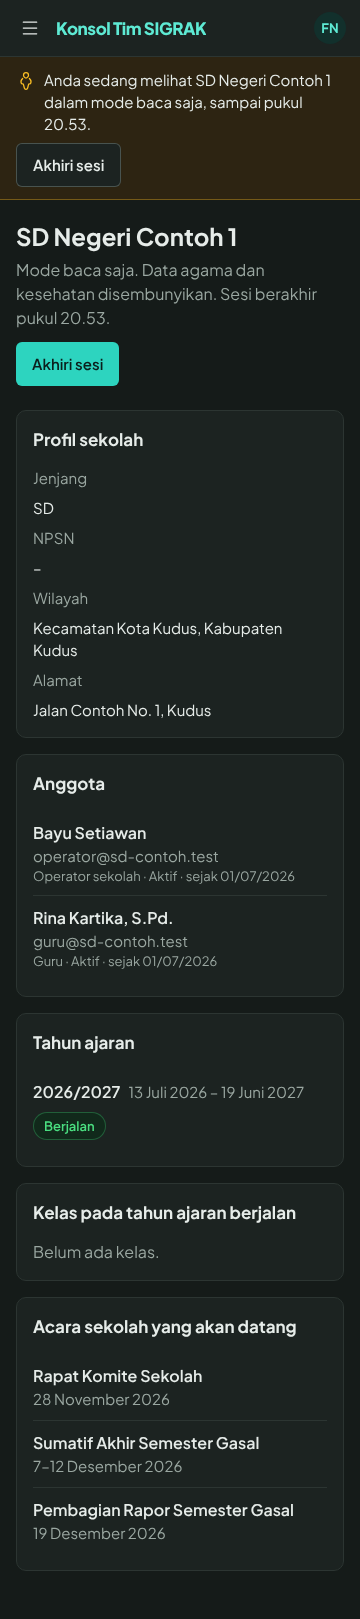 Konsol Tim SIGRAK
FN
Anda sedang melihat SD Negeri Contoh 1
dalam mode baca saja, sampai pukul
20.53.
Akhiri sesi
SD Negeri Contoh 1
Mode baca saja. Data agama dan
kesehatan disembunyikan. Sesi berakhir
pukul 20.53.
Akhiri sesi
Profil sekolah
Jenjang
SD
NPSN
–
Wilayah
Kecamatan Kota Kudus, Kabupaten
Kudus
Alamat
Jalan Contoh No. 1, Kudus
Anggota
Bayu Setiawan
operator@sd-contoh.test
Operator sekolah · Aktif · sejak 01/07/2026
Rina Kartika, S.Pd.
guru@sd-contoh.test
Guru · Aktif · sejak 01/07/2026
Tahun ajaran
2026/2027 13 Juli 2026 – 19 Juni 2027
Berjalan
Kelas pada tahun ajaran berjalan
Belum ada kelas.
Acara sekolah yang akan datang
Rapat Komite Sekolah
28 November 2026
Sumatif Akhir Semester Gasal
7–12 Desember 2026
Pembagian Rapor Semester Gasal
19 Desember 2026